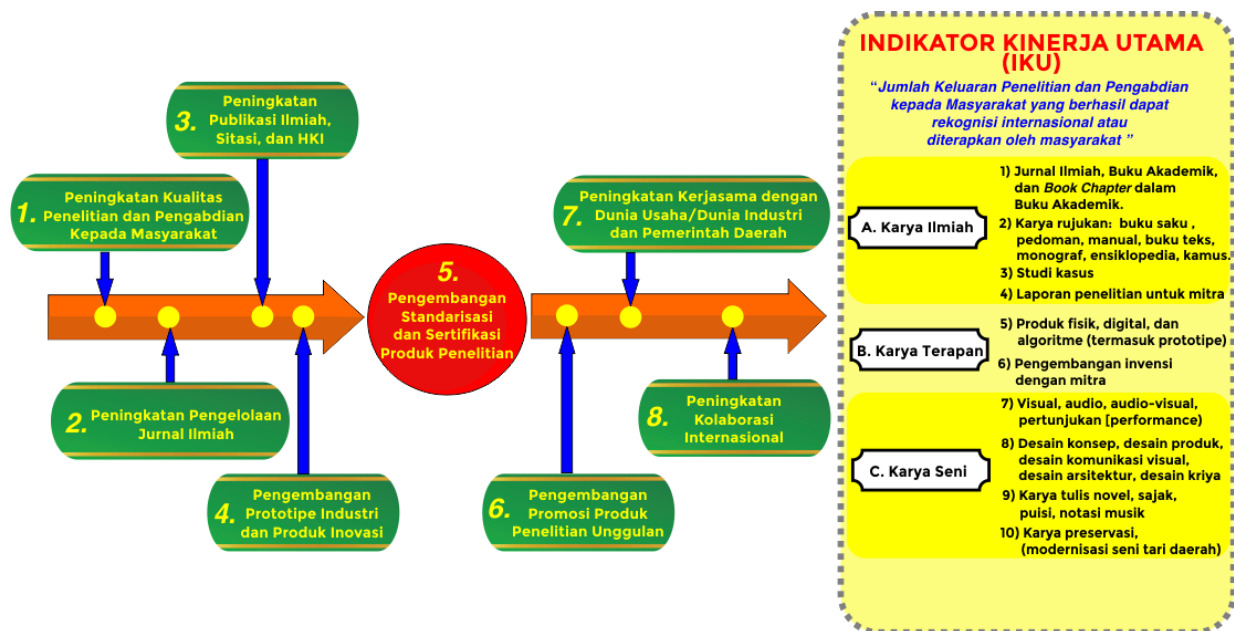 1.
Peningkatan Kualitas
Penelitian dan Pengabdian
Kepada Masyarakat
2.
Peningkatan Pengelolaan
Jurnal Ilmiah
3.
Peningkatan
Publikasi Ilmiah,
Sitasi, dan HKI
4.
Pengembangan
Prototipe Industri
dan Produk Inovasi
5.
Pengembangan
Standarisasi
dan Sertifikasi
Produk Penelitian
6.
Pengembangan
Promosi Produk
Penelitian Unggulan
7.
Peningkatan Kerjasama dengan
Dunia Usaha/Dunia Industri
dan Pemerintah Daerah
8.
Peningkatan
Kolaborasi
Internasional
INDIKATOR KINERJA UTAMA
(IKU)
“Jumlah Keluaran Penelitian dan Pengabdian
kepada Masyarakat yang berhasil dapat
rekognisi internasional atau
diterapkan oleh masyarakat ”
A. Karya Ilmiah
1) Jurnal Ilmiah, Buku Akademik,
dan Book Chapter dalam
Buku Akademik.
2) Karya rujukan: buku saku ,
pedoman, manual, buku teks,
monograf, ensiklopedia, kamus.
3) Studi kasus
4) Laporan penelitian untuk mitra
B. Karya Terapan
5) Produk fisik, digital, dan
algoritme (termasuk prototipe)
6) Pengembangan invensi
dengan mitra
C. Karya Seni
7) Visual, audio, audio-visual,
pertunjukan [performance)
8) Desain konsep, desain produk,
desain komunikasi visual,
desain arsitektur, desain kriya
9) Karya tulis novel, sajak,
puisi, notasi musik
10) Karya preservasi,
(modernisasi seni tari daerah)